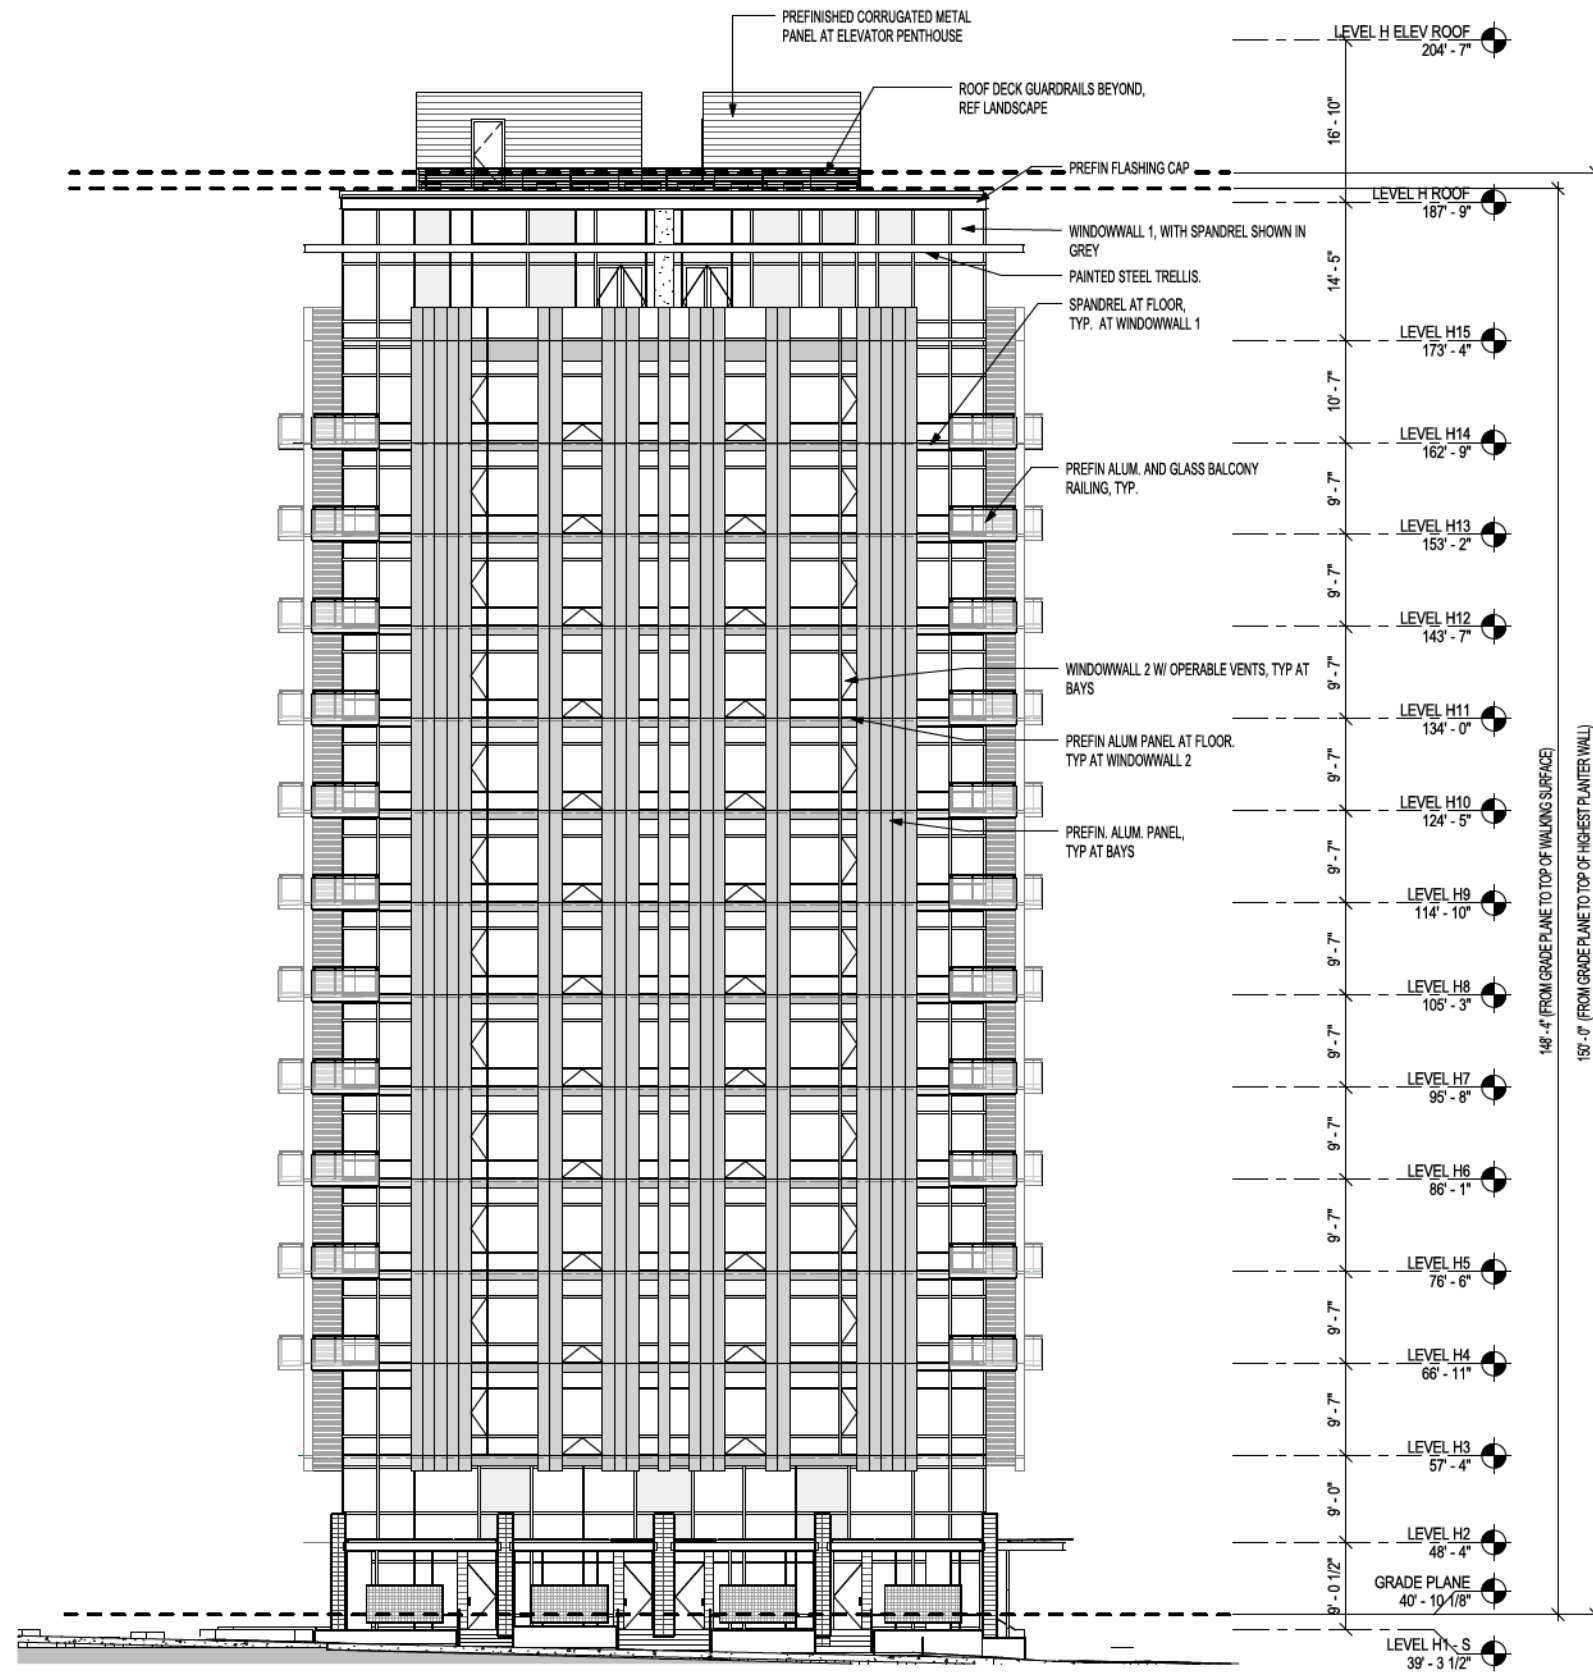 PREFINISHED CORRUGATED METAL
PANEL AT ELEVATOR PENTHOUSE
ROOF DECK GUARDRAILS BEYOND,
REF LANDSCAPE
PREFIN FLASHING CAP
WINDOWWALL 1, WITH SPANDREL SHOWN IN
GREY
PAINTED STEEL TRELLIS.
SPANDREL AT FLOOR,
TYP. AT WINDOWWALL 1
PREFIN ALUM. AND GLASS BALCONY
RAILING, TYP.
WINDOWWALL 2 W/ OPERABLE VENTS, TYP AT
BAYS
PREFIN ALUM PANEL AT FLOOR.
TYP AT WINDOWWALL 2
PREFIN. ALUM. PANEL,
TYP AT BAYS
16' - 10"
14' - 5"
10' - 7"
9' - 7"
9' - 7"
9' - 7"
9' - 7"
9' - 7"
9' - 7"
9' - 7"
9' - 7"
9' - 7"
9' - 7"
9' - 7"
9' - 0"
9' - 0 1/2"
LEVEL H ELEV ROOF
204' - 7"
LEVEL H ROOF
187' - 9"
LEVEL H15
173' - 4"
LEVEL H14
162' - 9"
LEVEL H13
153' - 2"
LEVEL H12
143' - 7"
LEVEL H11
134' - 0"
LEVEL H10
124' - 5"
LEVEL H9
114' - 10"
LEVEL H8
105' - 3"
LEVEL H7
95' - 8"
LEVEL H6
86' - 1"
LEVEL H5
76' - 6"
LEVEL H4
66' - 11"
LEVEL H3
57' - 4"
LEVEL H2
48' - 4"
GRADE PLANE
40' - 10 1/8"
LEVEL H1 - S
39' - 3 1/2"
148' - 4" (FROM GRADE PLANE TO TOP OF WALKING SURFACE)
150' - 0" (FROM GRADE PLANE TO TOP OF HIGHEST PLANTER WALL)